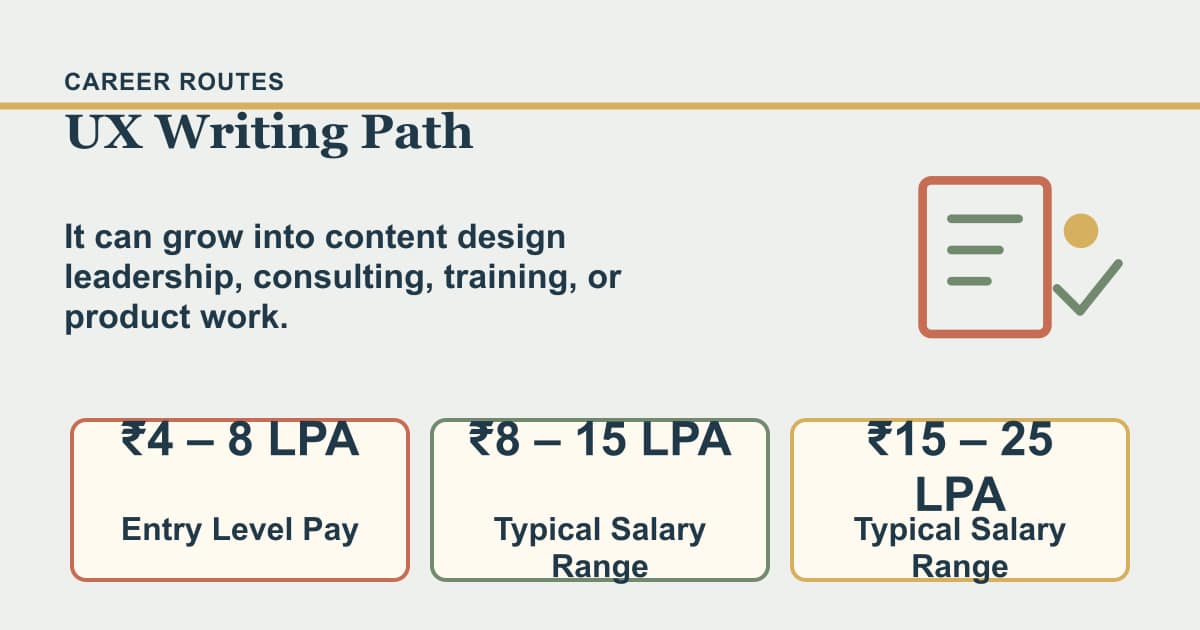 CAREER ROUTES
UX Writing Path
It can grow into content design
leadership, consulting, training, or
product work.
₹4 – 8 LPA
Entry Level Pay
₹8 – 15 LPA
Typical Salary
Range
₹15 – 25
LPA
Typical Salary
Range